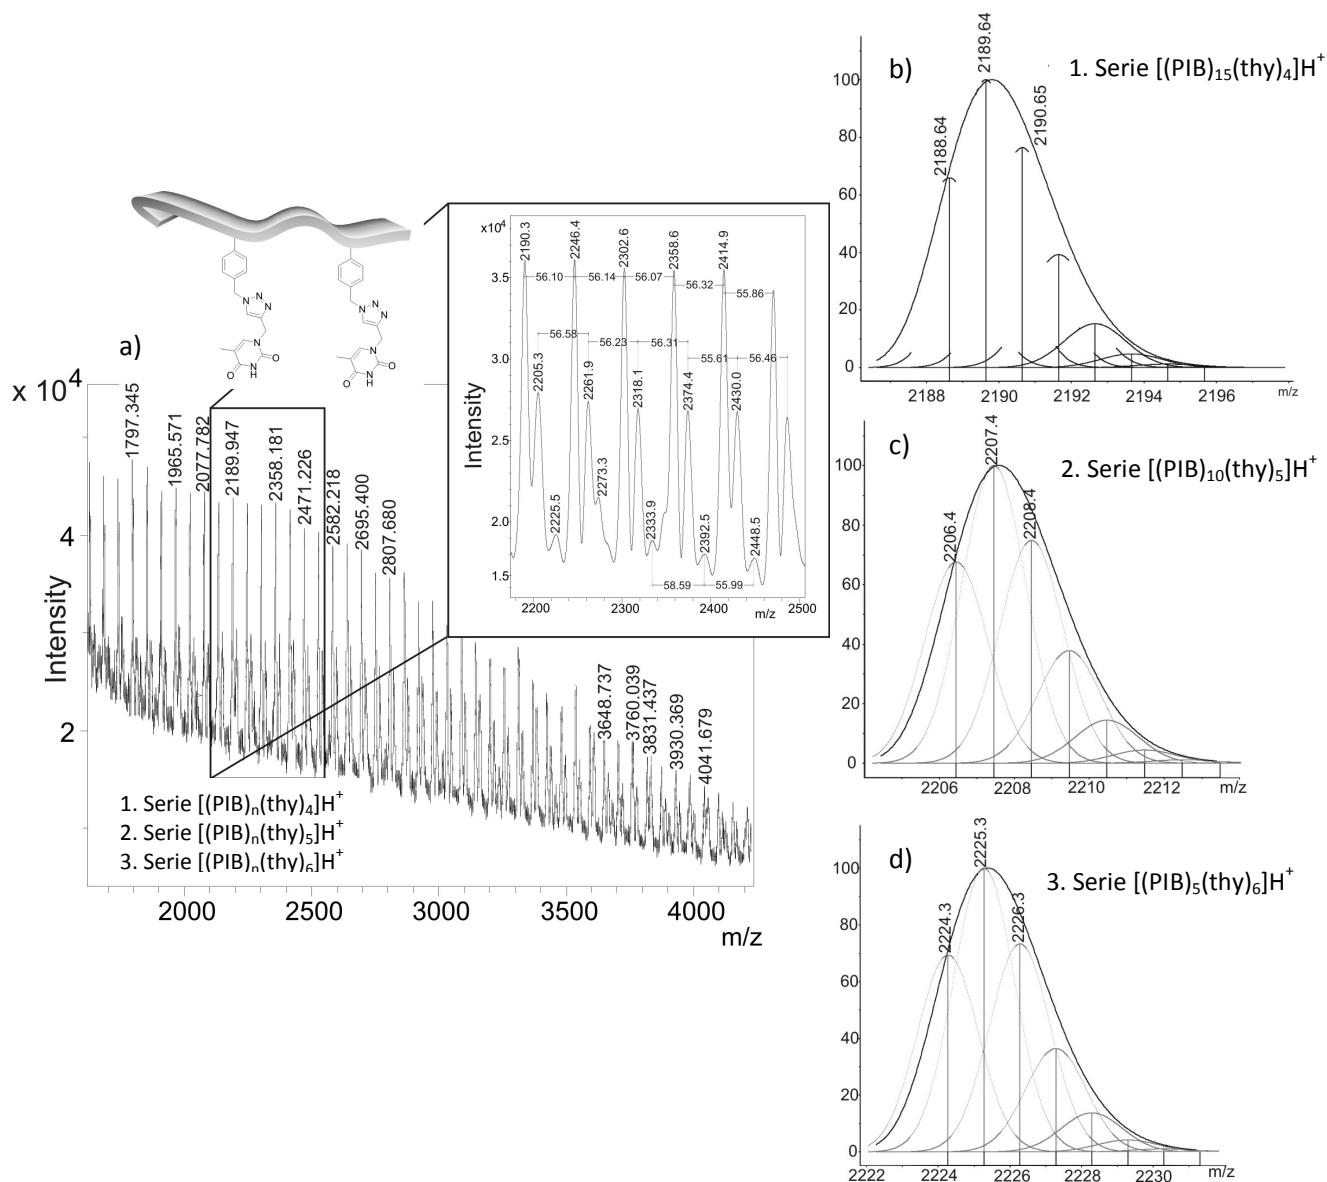 a)
N
N
N
N
O
N
H
O
N
N
N
N
O
N
H
O
x 10⁴
4
2
Intensity
1797.345
1965.571
2077.782
2189.947
2358.181
2471.226
2582.218
2695.400
2807.680
3648.737
3760.039
3831.437
3930.369
4041.679
1. Serie [(PIB)n(thy)4]H⁺
2. Serie [(PIB)n(thy)5]H⁺
3. Serie [(PIB)n(thy)6]H⁺
2000 2500 3000 3500 4000
m/z
x10⁴
3.5
3.0
2.5
2.0
1.5
Intensity
2190.3
2246.4
2302.6
2358.6
2414.9
56.10 56.14 56.07 56.32 55.86
56.58 56.23 56.31 55.61 56.46
2205.3
2261.9
2318.1
2374.4
2430.0
2225.5
2273.3
2333.9
2392.5
2448.5
58.59 55.99
2200 2300 2400 2500
m/z
b)
1. Serie [(PIB)15(thy)4]H⁺
2188.64
2189.64
2190.65
100
80
60
40
20
0
2188 2190 2192 2194 2196 m/z
c)
2. Serie [(PIB)10(thy)5]H⁺
2206.4
2207.4
2208.4
100
80
60
40
20
0
2206 2208 2210 2212 m/z
d)
3. Serie [(PIB)5(thy)6]H⁺
2224.3
2225.3
2226.3
100
80
60
40
20
0
2222 2224 2226 2228 2230 m/z